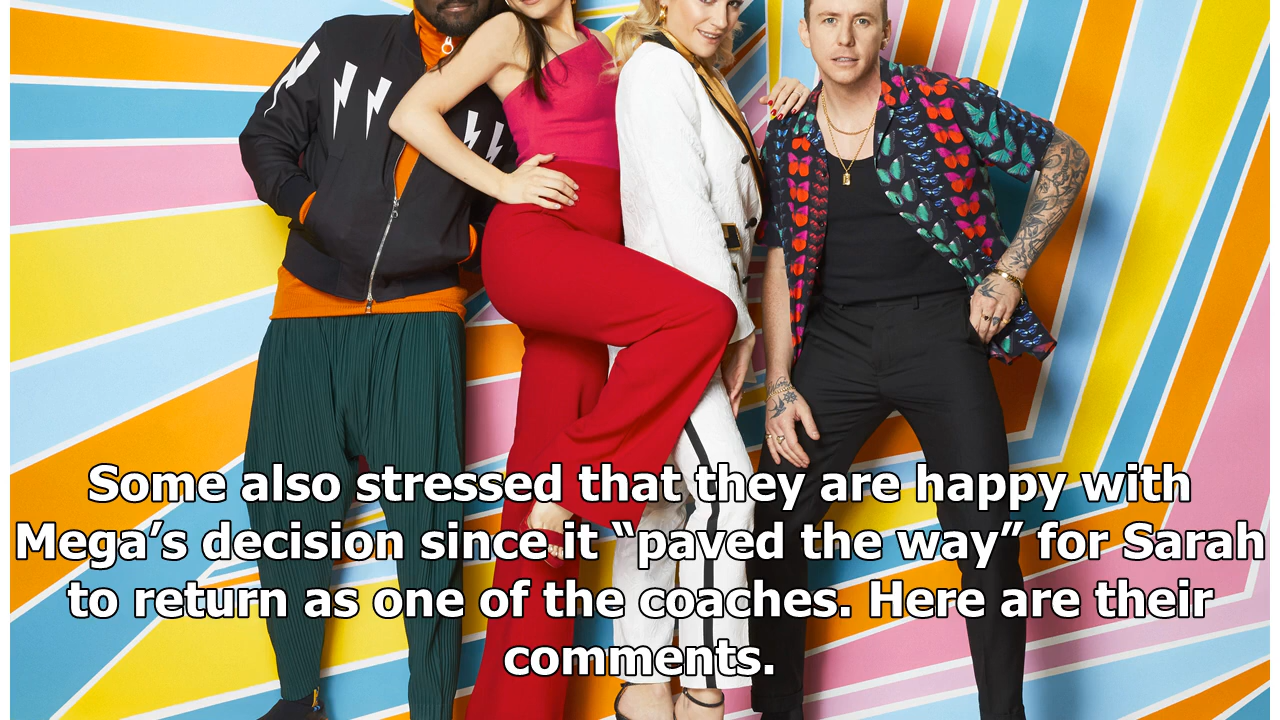 Some also stressed that they are happy with
Mega’s decision since it “paved the way” for Sarah
to return as one of the coaches. Here are their
comments.